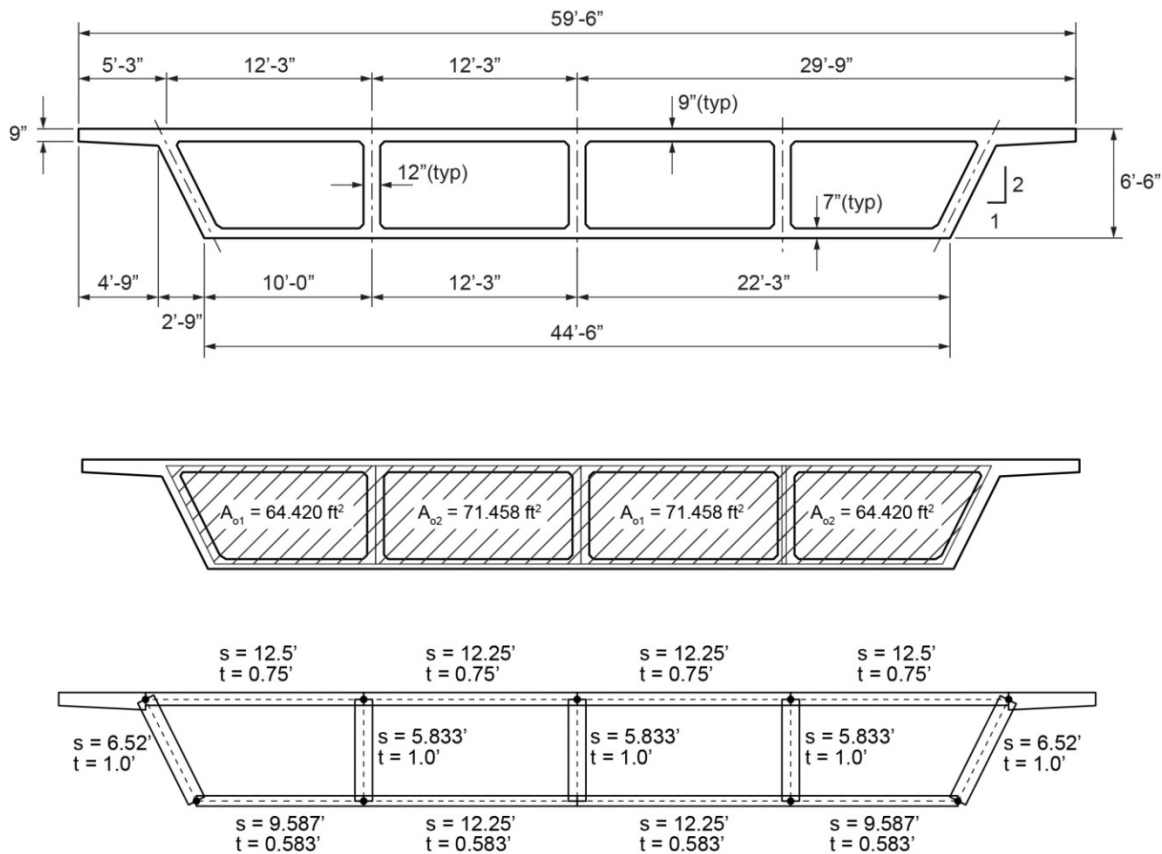 59'-6"
5'-3"
12'-3"
12'-3"
29'-9"
9"
9”(typ)
12”(typ)
7”(typ)
2
1
6'-6"
4'-9"
2'-9"
10'-0"
12'-3"
22'-3"
44'-6"
A_o1 = 64.420 ft²
A_o2 = 71.458 ft²
A_o1 = 71.458 ft²
A_o2 = 64.420 ft²
s = 12.5'
t = 0.75'
s = 12.25'
t = 0.75'
s = 12.25'
t = 0.75'
s = 12.5'
t = 0.75'
s = 6.52'
t = 1.0'
s = 5.833'
t = 1.0'
s = 5.833'
t = 1.0'
s = 5.833'
t = 1.0'
s = 6.52'
t = 1.0'
s = 9.587'
t = 0.583'
s = 12.25'
t = 0.583'
s = 12.25'
t = 0.583'
s = 9.587'
t = 0.583'